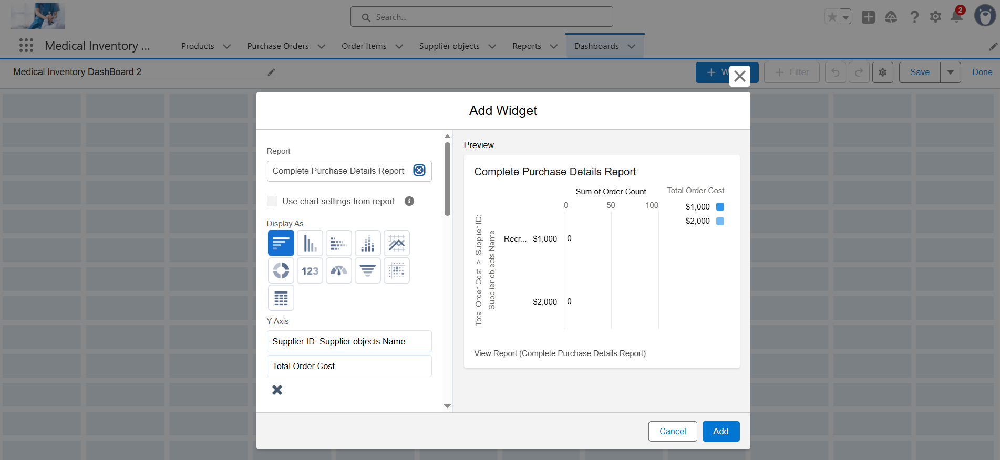 Search...
2
Medical Inventory ...
Products
Purchase Orders
Order Items
Supplier objects
Reports
Dashboards
Medical Inventory DashBoard 2
+ W
+ Filter
Save
Done
Add Widget
Report
Complete Purchase Details Report
Use chart settings from report
Display As
123
Y-Axis
Supplier ID: Supplier objects Name
Total Order Cost
Preview
Complete Purchase Details Report
Sum of Order Count
Total Order Cost
0
50
100
$1,000
$2,000
Total Order Cost > Supplier ID:
Supplier objects Name
Recr...
$1,000
0
$2,000
0
View Report (Complete Purchase Details Report)
Cancel
Add